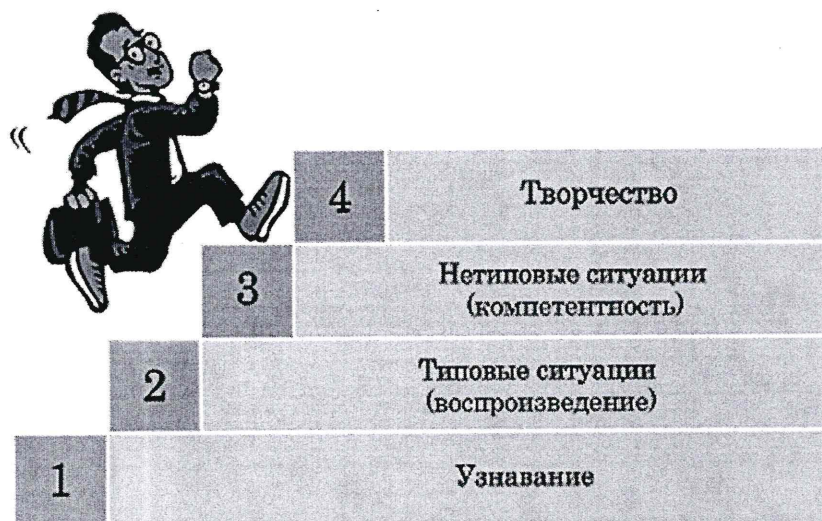 4 Творчество
3 Нетиповые ситуации
(компетентность)
2 Типовые ситуации
(воспроизведение)
1 Узнавание